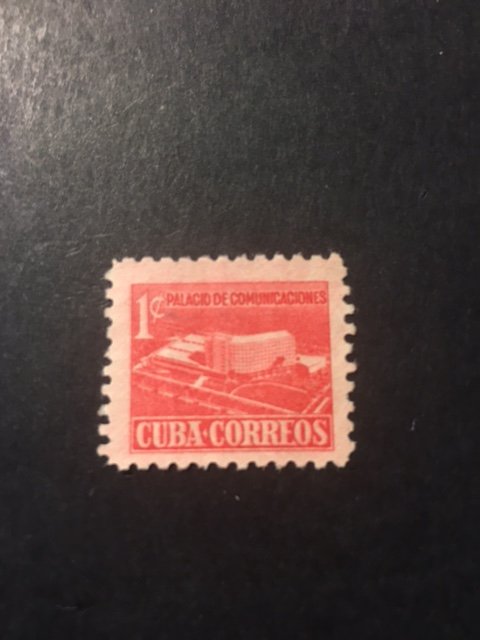 1¢ PALACIO DE COMUNICACIONES
CUBA·CORREOS